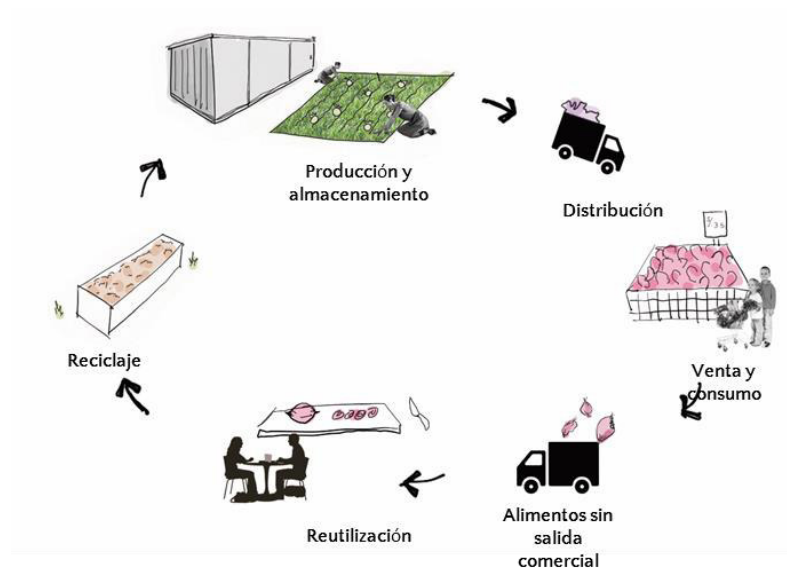 Producción y
almacenamiento
Distribución
Venta y
consumo
Alimentos sin
salida
comercial
Reutilización
Reciclaje